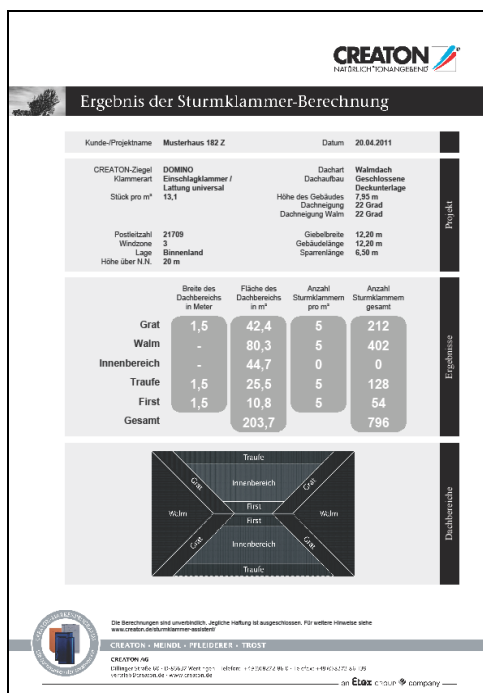 CREATON
NATÜRLICH TONANGEBEND
Ergebnis der Sturmklammer-Berechnung
Kunde-/Projektname Musterhaus 182 Z Datum 20.04.2011
CREATON-Ziegel DOMINO Dachart Walmdach
Klammerart Einschlagklammer / Dachaufbau Geschlossene
Lattung universal Deckunterlage
Stück pro m² 13,1 Höhe des Gebäudes 7,95 m
Dachneigung 22 Grad
Dachneigung Walm 22 Grad
Postleitzahl 21709 Giebelbreite 12,20 m
Windzone 3 Gebäudelänge 12,20 m
Lage Binnenland Sparrenlänge 6,50 m
Höhe über N.N. 20 m
Projekt
Breite des Fläche des Anzahl Anzahl
Dachbereichs Dachbereichs Sturmklammern Sturmklammern
in Meter in m² pro m² gesamt
Grat 1,5 42,4 5 212
Walm - 80,3 5 402
Innenbereich - 44,7 0 0
Traufe 1,5 25,5 5 128
First 1,5 10,8 5 54
Gesamt 203,7 796
Ergebnisse
Traufe
Grat Innenbereich Grat
First
Walm Walm
First
Grat Innenbereich Grat
Traufe
Dachbereiche
Die Berechnungen sind unverbindlich. Jegliche Haftung ist ausgeschlossen. Für weitere Hinweise siehe
www.creaton.de/sturmklammer-assistent/
CREATON · MEINDL · PFLEIDERER · TROST
CREATON AG
Dillinger Straße 60 · D-86637 Wertingen
www.creaton.de
an Etex GROUP company